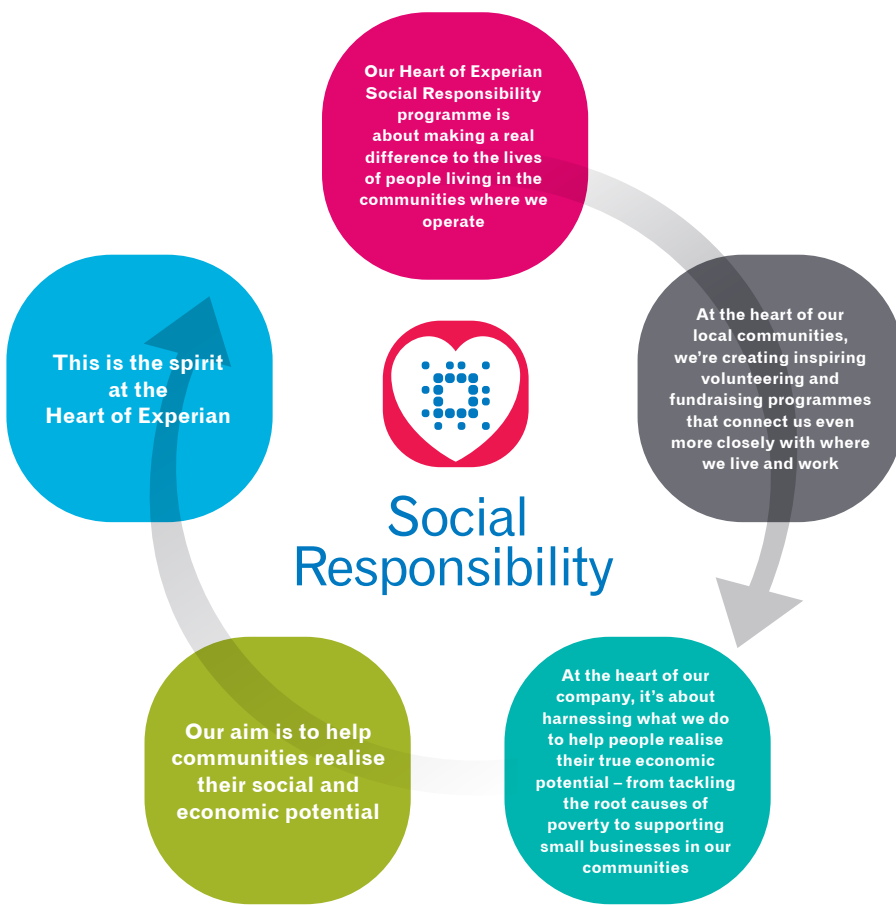 Our Heart of Experian
Social Responsibility
programme is
about making a real
difference to the lives
of people living in the
communities where we
operate
At the heart of our
local communities,
we’re creating inspiring
volunteering and
fundraising programmes
that connect us even
more closely with where
we live and work
At the heart of our
company, it’s about
harnessing what we do
to help people realise
their true economic
potential – from tackling
the root causes of
poverty to supporting
small businesses in our
communities
Our aim is to help
communities realise
their social and
economic potential
This is the spirit
at the
Heart of Experian
Social
Responsibility